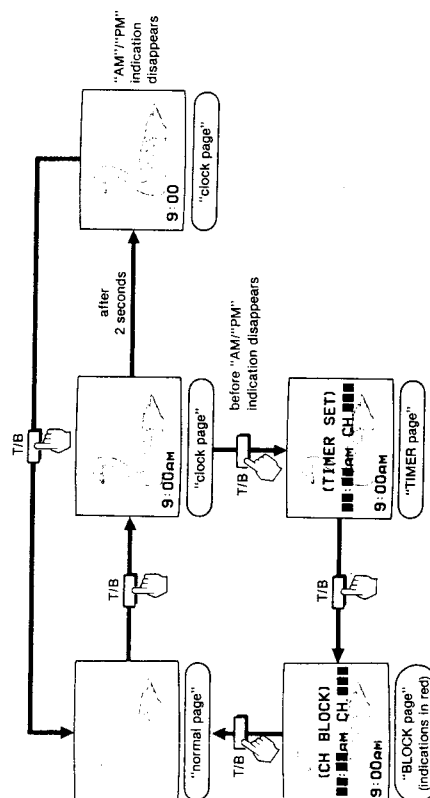 T/B
"AM"/"PM"
indication
disappears
9:00
"clock page"
"normal page"
T/B
9:00AM
"clock page"
after
2 seconds
T/B
before "AM"/"PM"
indication disappears
(CH BLOCK)
■■:■■AM CH.■■■
9:00AM
"BLOCK page"
(indications in red)
T/B
T/B
(TIMER SET)
■■:■■AM CH.■■■
9:00AM
"TIMER page"